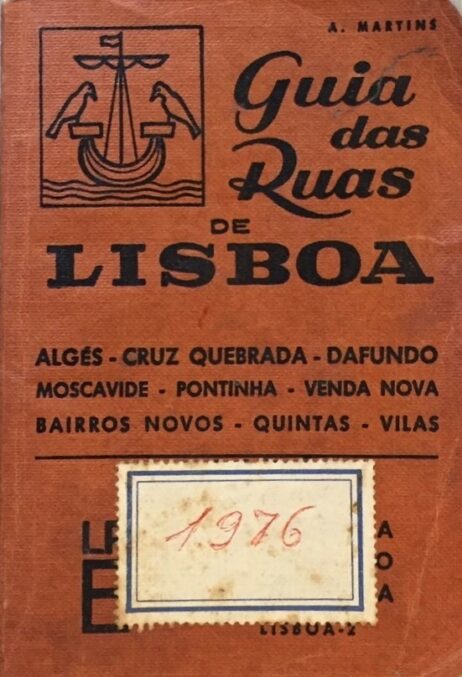 A. MARTINS
Guia
das
Ruas
DE
LISBOA
ALGÉS - CRUZ QUEBRADA - DAFUNDO
MOSCAVIDE - PONTINHA - VENDA NOVA
BAIRROS NOVOS - QUINTAS - VILAS
1976
LISBOA-2